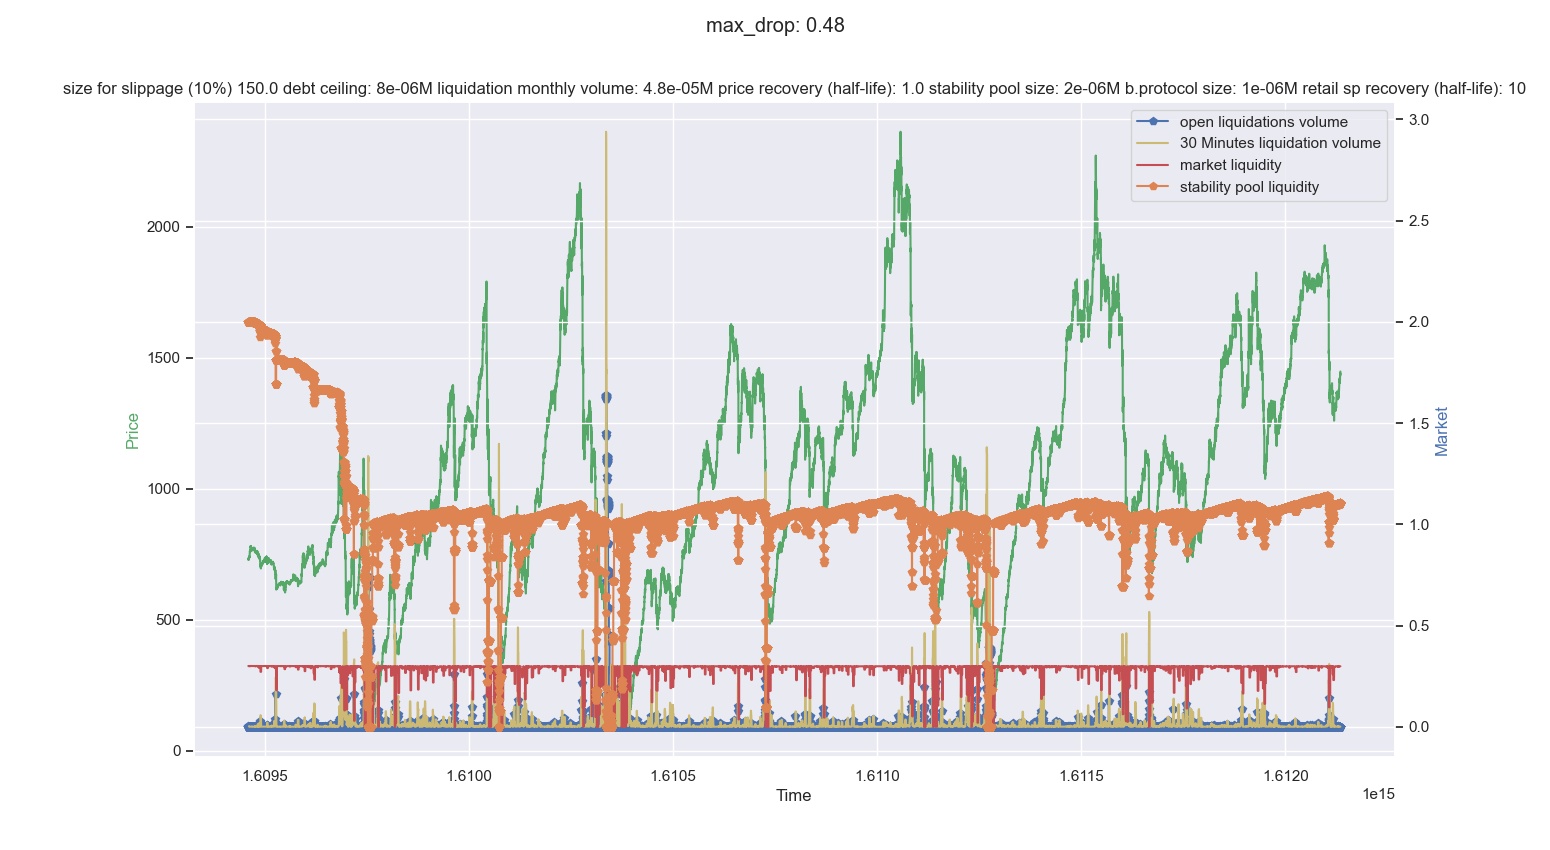 max_drop: 0.48
size for slippage (10%) 150.0 debt ceiling: 8e-06M liquidation monthly volume: 4.8e-05M price recovery (half-life): 1.0 stability pool size: 2e-06M b.protocol size: 1e-06M retail sp recovery (half-life): 10
open liquidations volume
30 Minutes liquidation volume
market liquidity
stability pool liquidity
2000
1500
1000
500
0
Price
3.0
2.5
2.0
1.5
1.0
0.5
0.0
Market
1.6095 1.6100 1.6105 1.6110 1.6115 1.6120
1e15
Time